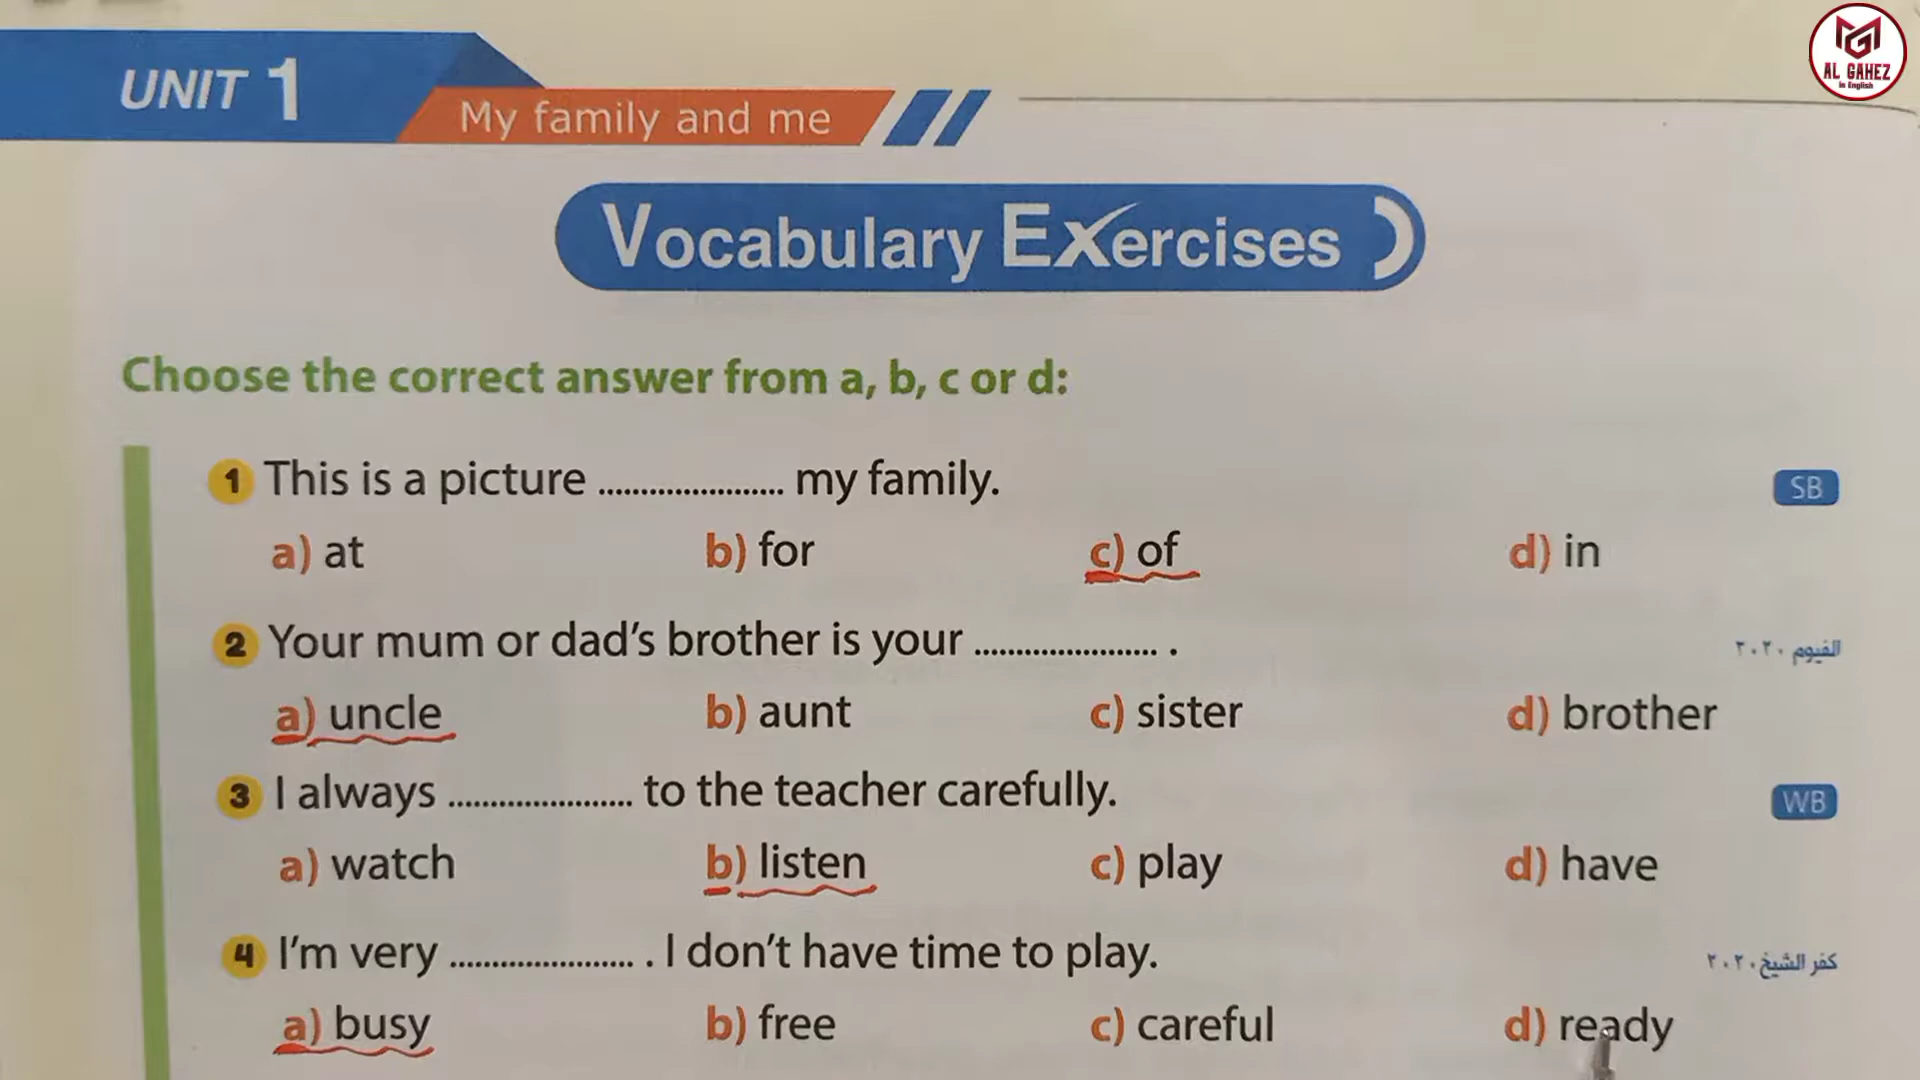 AL GAHEZ
in English
UNIT 1
My family and me
Vocabulary Exercises
Choose the correct answer from a, b, c or d:
1 This is a picture ...................... my family. SB
a) at b) for c) of d) in
2 Your mum or dad's brother is your ...................... . الفيوم ٢٠٢٠
a) uncle b) aunt c) sister d) brother
3 I always ...................... to the teacher carefully. WB
a) watch b) listen c) play d) have
4 I'm very ...................... . I don't have time to play. كفر الشيخ ٢٠٢٠
a) busy b) free c) careful d) ready